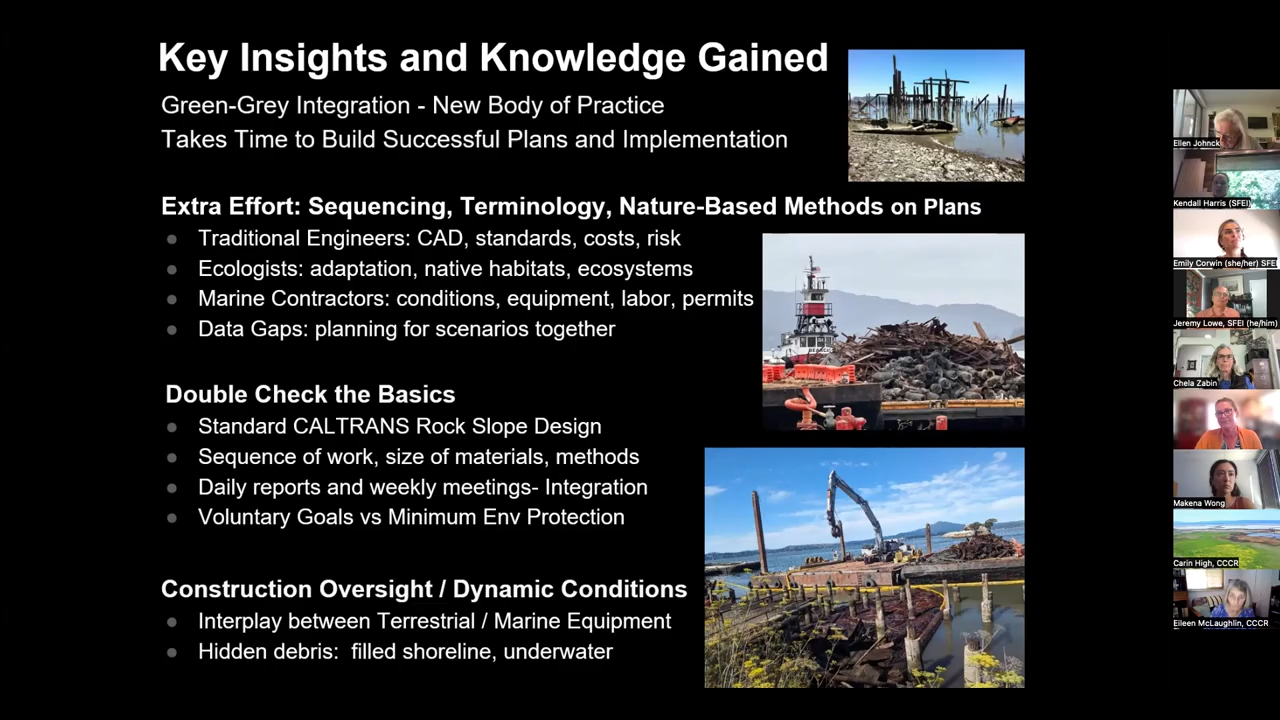 Key Insights and Knowledge Gained
Green-Grey Integration - New Body of Practice
Takes Time to Build Successful Plans and Implementation
Extra Effort: Sequencing, Terminology, Nature-Based Methods on Plans
Traditional Engineers: CAD, standards, costs, risk
Ecologists: adaptation, native habitats, ecosystems
Marine Contractors: conditions, equipment, labor, permits
Data Gaps: planning for scenarios together
Double Check the Basics
Standard CALTRANS Rock Slope Design
Sequence of work, size of materials, methods
Daily reports and weekly meetings- Integration
Voluntary Goals vs Minimum Env Protection
Construction Oversight / Dynamic Conditions
Interplay between Terrestrial / Marine Equipment
Hidden debris: filled shoreline, underwater
Ellen Johnck
Kendall Harris (SFEI)
Emily Corwin (she/her) SFEI
Jeremy Lowe, SFEI (he/him)
Chela Zabin
Makena Wong
Carin High, CCCR
Eileen McLaughlin, CCCR